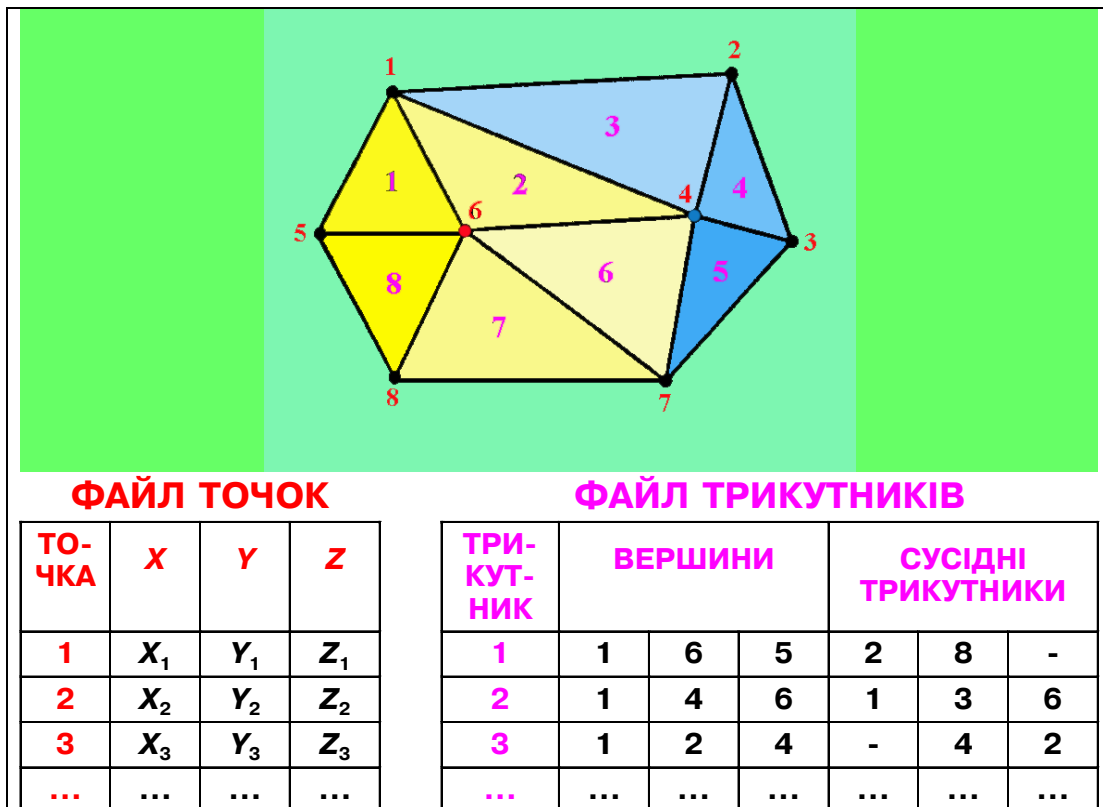 1
2
3
1
2
4
4
6
5
3
6
5
8
7
8
7
ФАЙЛ ТОЧОК
ФАЙЛ ТРИКУТНИКІВ
ТО-
ЧКА
X
Y
Z
1
X₁
Y₁
Z₁
2
X₂
Y₂
Z₂
3
X₃
Y₃
Z₃
...
...
...
...
ТРИ-
КУТ-
НИК
ВЕРШИНИ
СУСІДНІ
ТРИКУТНИКИ
1
1
6
5
2
8
-
2
1
4
6
1
3
6
3
1
2
4
-
4
2
...
...
...
...
...
...
...